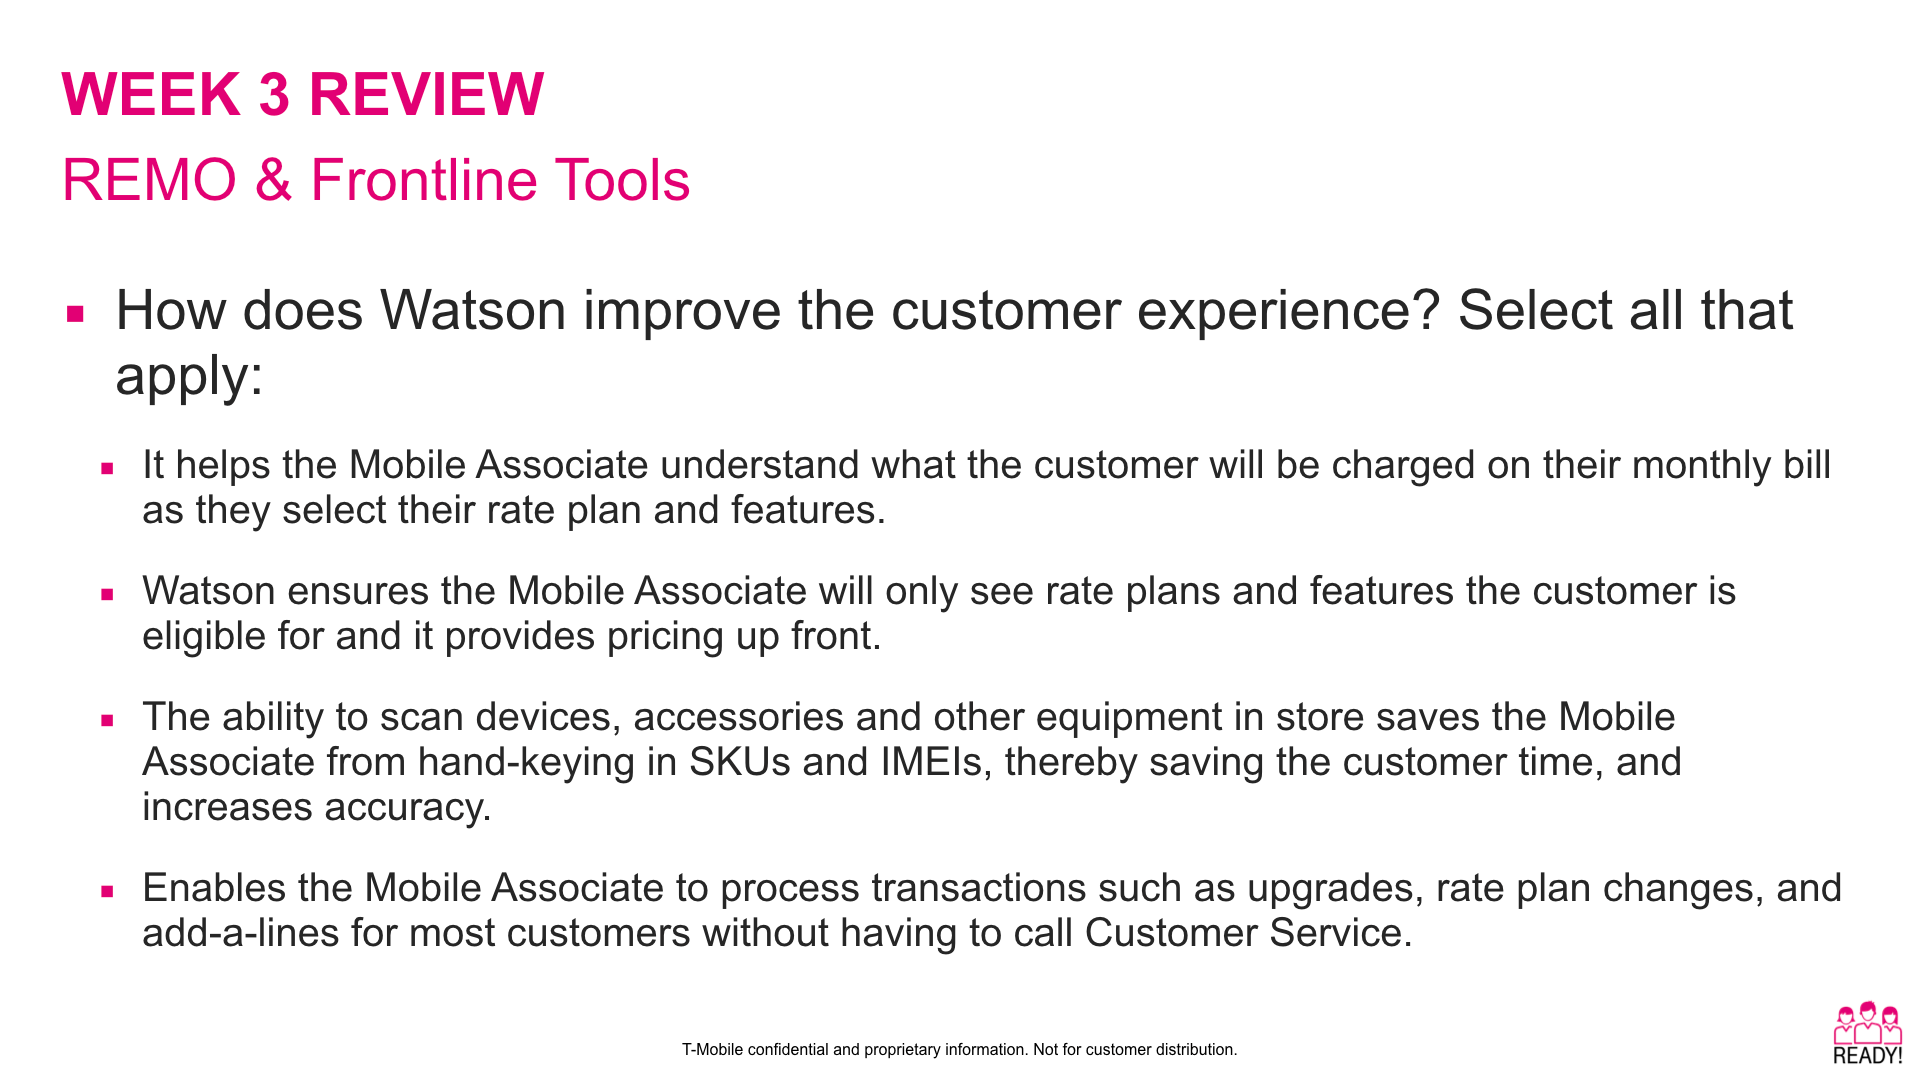 WEEK 3 REVIEW
REMO & Frontline Tools
How does Watson improve the customer experience? Select all that
apply:
It helps the Mobile Associate understand what the customer will be charged on their monthly bill
as they select their rate plan and features.
Watson ensures the Mobile Associate will only see rate plans and features the customer is
eligible for and it provides pricing up front.
The ability to scan devices, accessories and other equipment in store saves the Mobile
Associate from hand-keying in SKUs and IMEIs, thereby saving the customer time, and
increases accuracy.
Enables the Mobile Associate to process transactions such as upgrades, rate plan changes, and
add-a-lines for most customers without having to call Customer Service.
T-Mobile confidential and proprietary information. Not for customer distribution.
READY!